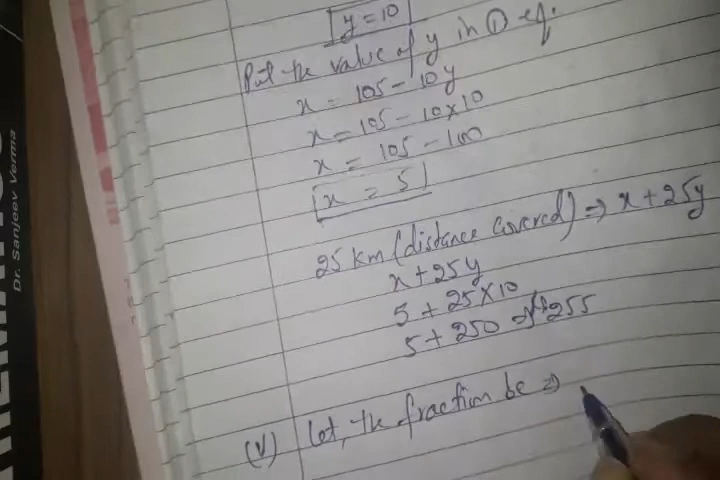 y = 10
Put the value of y in ① eq.
x = 105 - 10y
x = 105 - 10×10
x = 105 - 100
x = 5
25 km (distance covered) ⇒ x + 25y
x + 25y
5 + 25×10
5 + 250 255
(V) Let, the fraction be ⇒
Dr. Sanjeev Verma